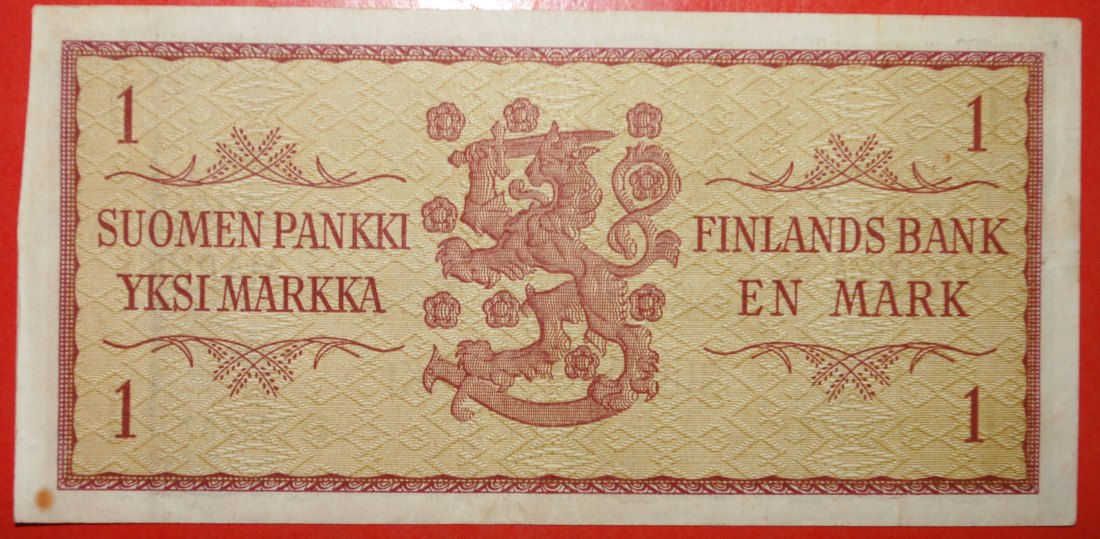 1
1
SUOMEN PANKKI
YKSI MARKKA
FINLANDS BANK
EN MARK
1
1